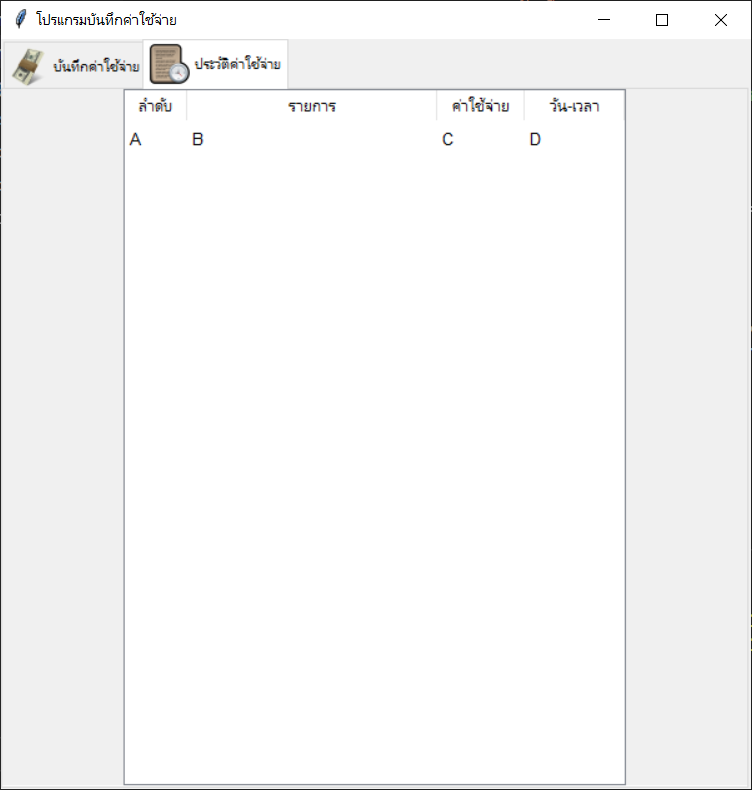 โปรแกรมบันทึกค่าใช้จ่าย
บันทึกค่าใช้จ่าย ประวัติค่าใช้จ่าย
ลำดับ รายการ ค่าใช้จ่าย วัน-เวลา
A B C D